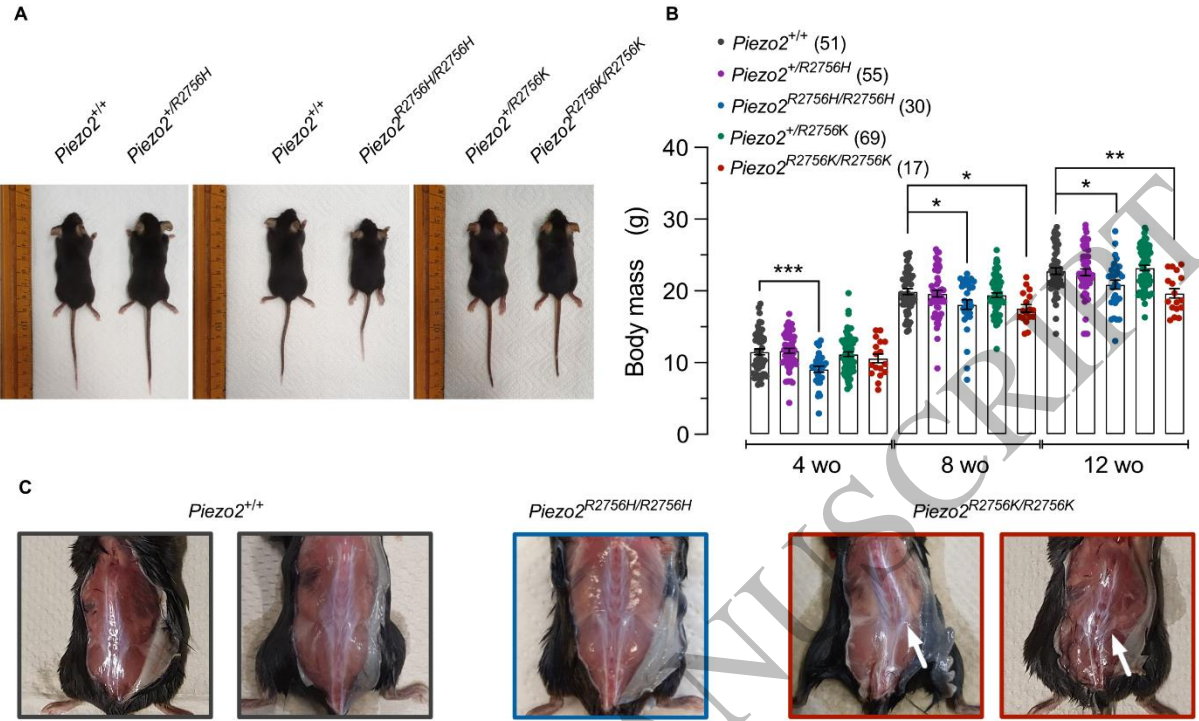 A
Piezo2+/+
Piezo2+/R2756H
Piezo2+/+
Piezo2R2756H/R2756H
Piezo2+/R2756K
Piezo2R2756K/R2756K
B
Piezo2+/+ (51)
Piezo2+/R2756H (55)
Piezo2R2756H/R2756H (30)
Piezo2+/R2756K (69)
Piezo2R2756K/R2756K (17)
Body mass (g)
40
30
20
10
0
***
*
*
*
**
4 wo
8 wo
12 wo
C
Piezo2+/+
Piezo2R2756H/R2756H
Piezo2R2756K/R2756K
NUSCRIPT